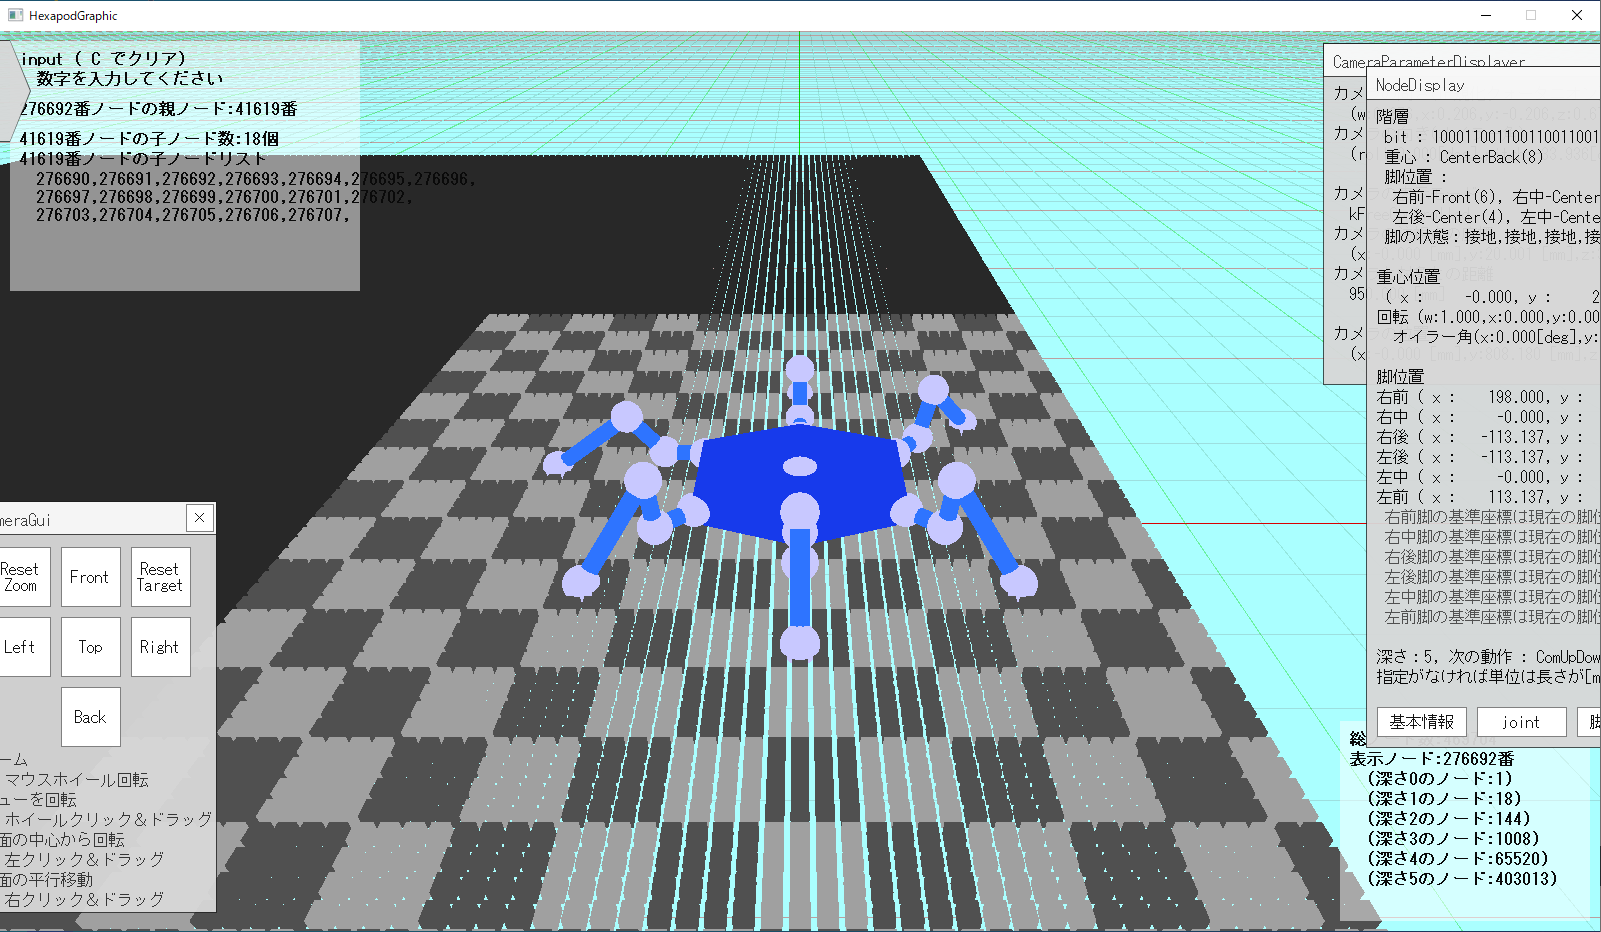 HexapodGraphic
input ( C でクリア)
数字を入力してください
276692番ノードの親ノード:41619番
41619番ノードの子ノード数:18個
41619番ノードの子ノードリスト
276690,276691,276692,276693,276694,276695,276696,
276697,276698,276699,276700,276701,276702,
276703,276704,276705,276706,276707,
CameraParameterDisplayer
カメ
(w
カメ
(r
カメ
kF
カメ
(x
カメ
95
カメ
(x
NodeDisplay
階層
bit : 100011001100110011001
重心 : CenterBack(8)
脚位置 :
右前-Front(6), 右中-Center
左後-Center(4), 左中-Cente
脚の状態：接地,接地,接地,接
重心位置
( x : -0.000, y : 2
回転 (w:1.000,x:0.000,y:0.00
オイラー角(x:0.000[deg],y:
脚位置
右前 ( x : 198.000, y :
右中 ( x : -0.000, y :
右後 ( x : -113.137, y :
左後 ( x : -113.137, y :
左中 ( x : -0.000, y :
左前 ( x : 113.137, y :
右前脚の基準座標は現在の脚位
右中脚の基準座標は現在の脚位
右後脚の基準座標は現在の脚位
左後脚の基準座標は現在の脚位
左中脚の基準座標は現在の脚位
左前脚の基準座標は現在の脚位
深さ：5, 次の動作 : ComUpDow
指定がなければ単位は長さが[m
基本情報
joint
脚
meraGui
Reset Zoom
Front
Reset Target
Left
Top
Right
Back
ーム
マウスホイール回転
ューを回転
ホイールクリック＆ドラッグ
面の中心から回転
左クリック＆ドラッグ
面の平行移動
右クリック＆ドラッグ
総
表示ノード:276692番
(深さ0のノード:1)
(深さ1のノード:18)
(深さ2のノード:144)
(深さ3のノード:1008)
(深さ4のノード:65520)
(深さ5のノード:403013)